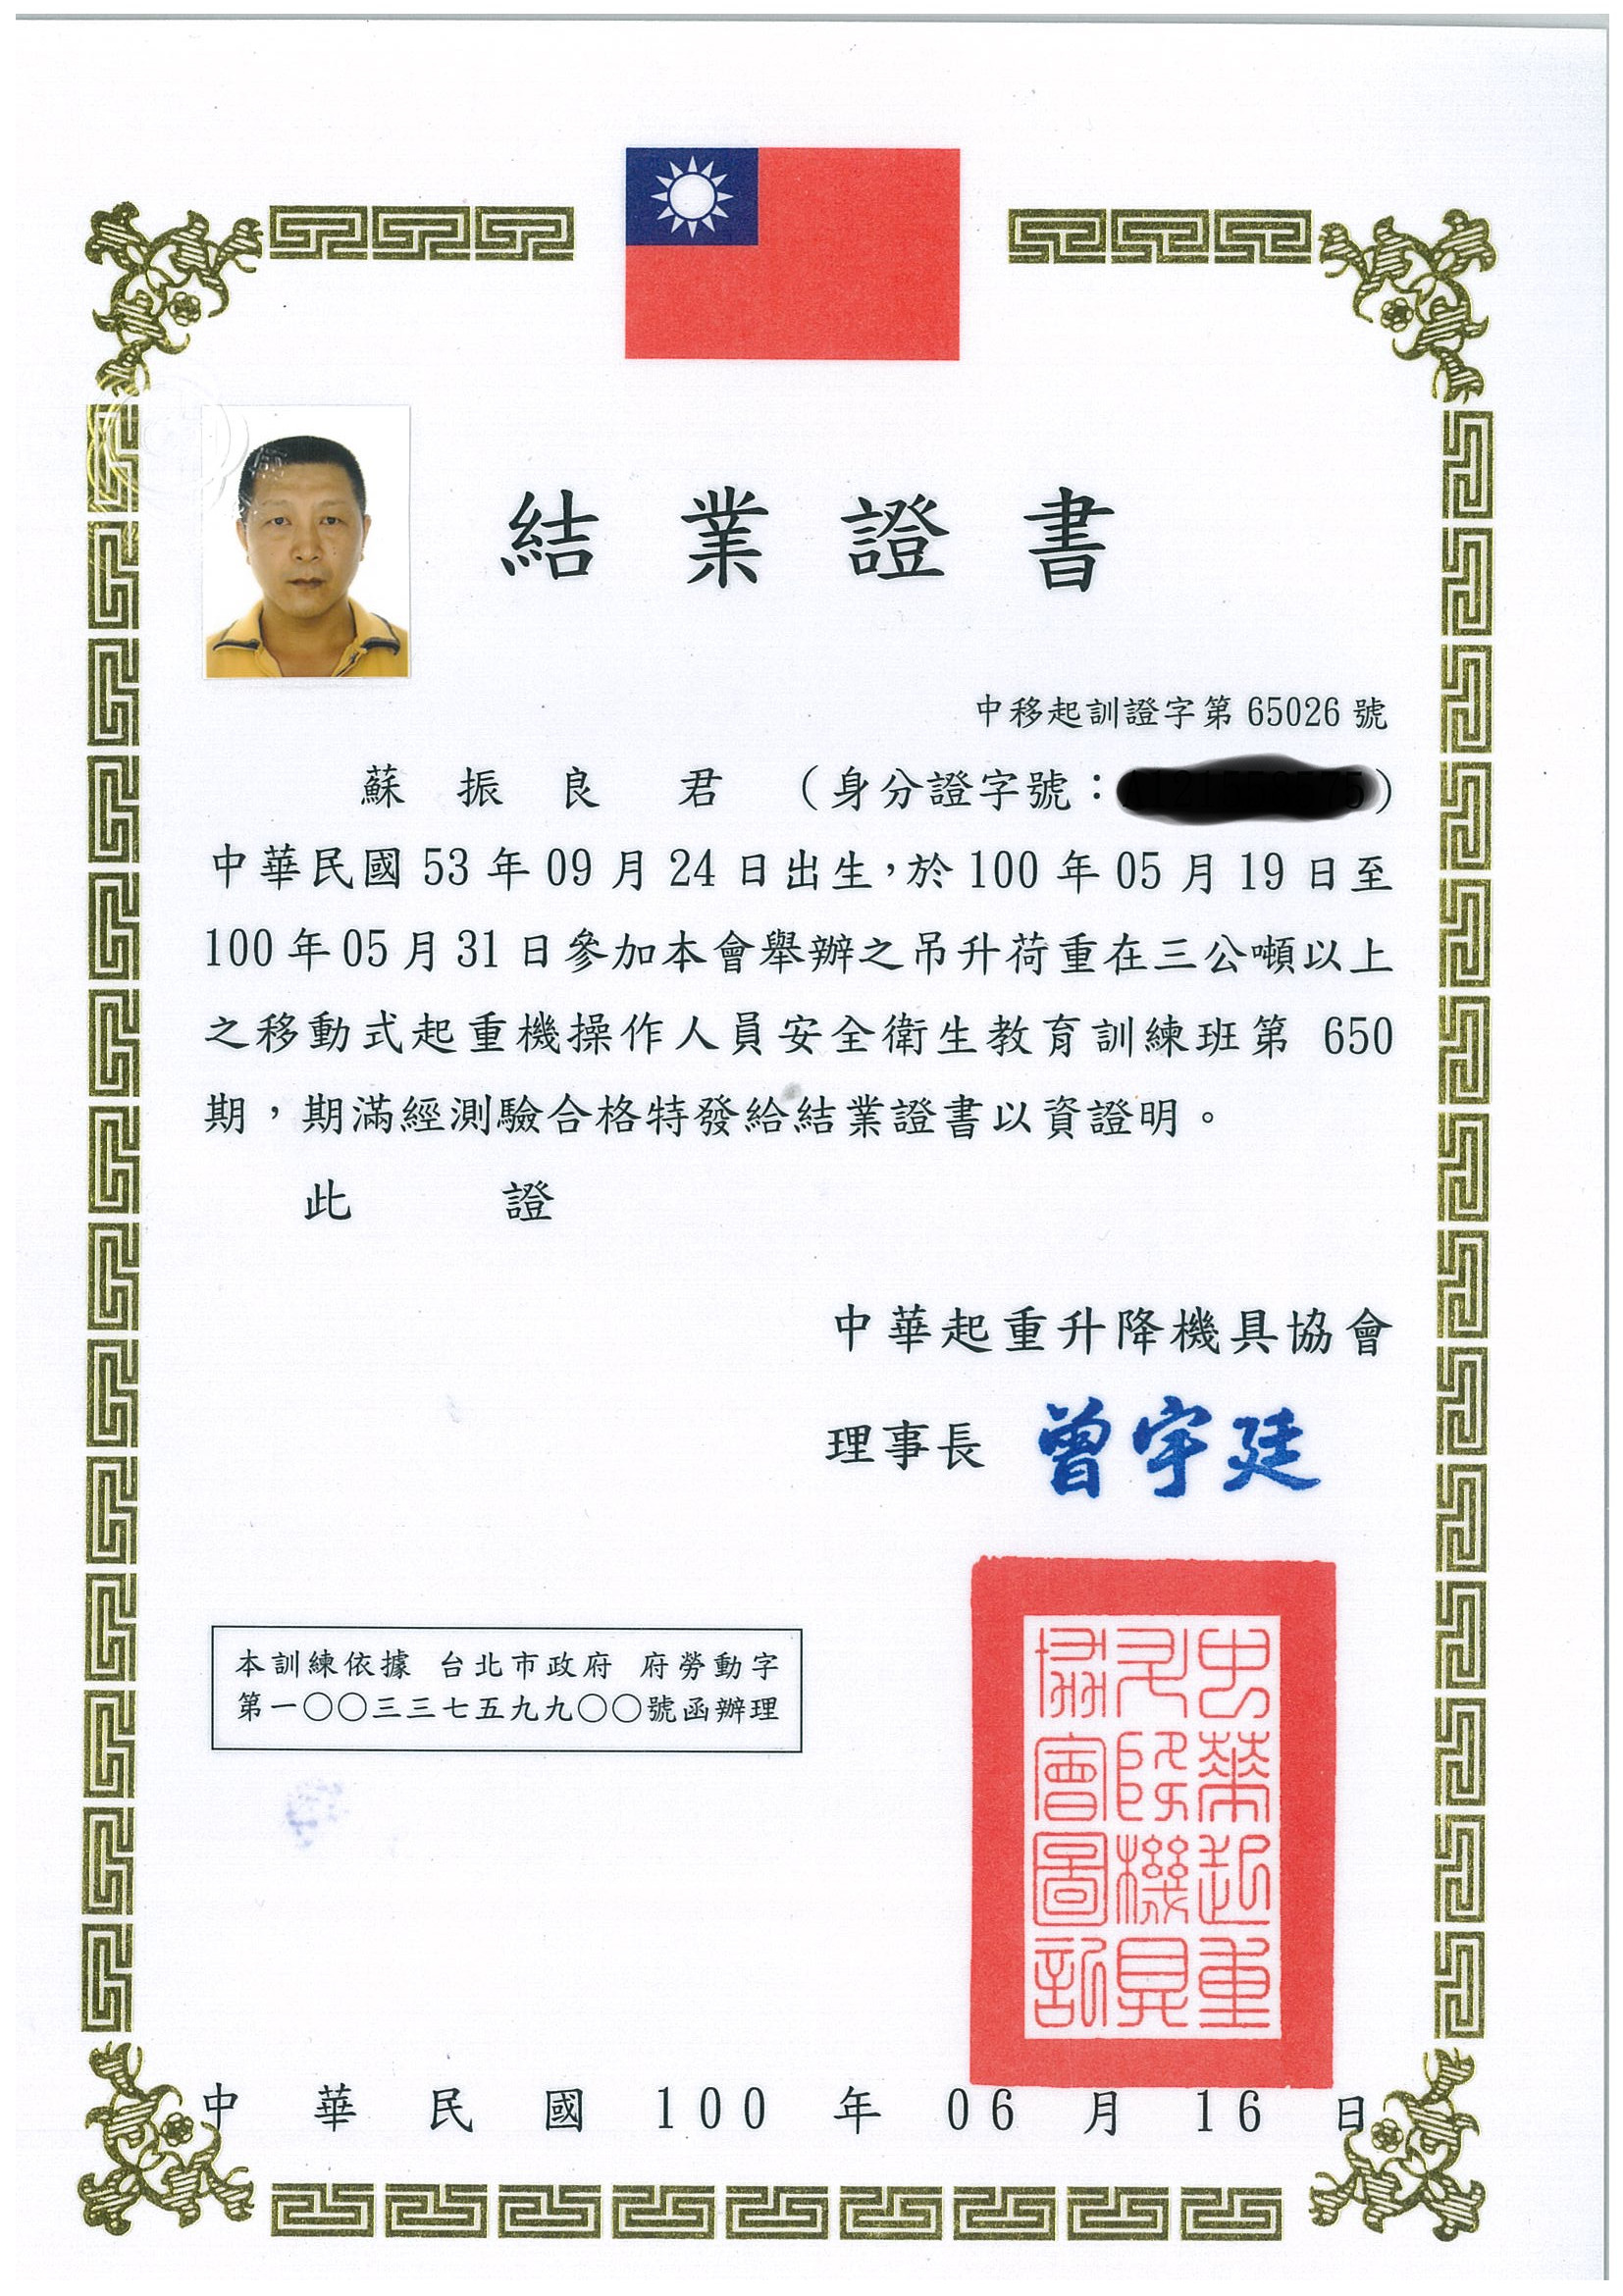 結業證書
中移起訓證字第 65026 號
蘇振良 君 （身分證字號：）
中華民國 53 年 09 月 24 日出生，於 100 年 05 月 19 日至
100 年 05 月 31 日參加本會舉辦之吊升荷重在三公噸以上
之移動式起重機操作人員安全衛生教育訓練班第 650
期，期滿經測驗合格特發給結業證書以資證明。
此 證
中華起重升降機具協會
理事長 曾宇廷
本訓練依據 台北市政府 府勞動字
第一〇〇三三七五九九〇〇號函辦理
中華起重
升降機具
協會圖記
中華民國 100 年 06 月 16 日